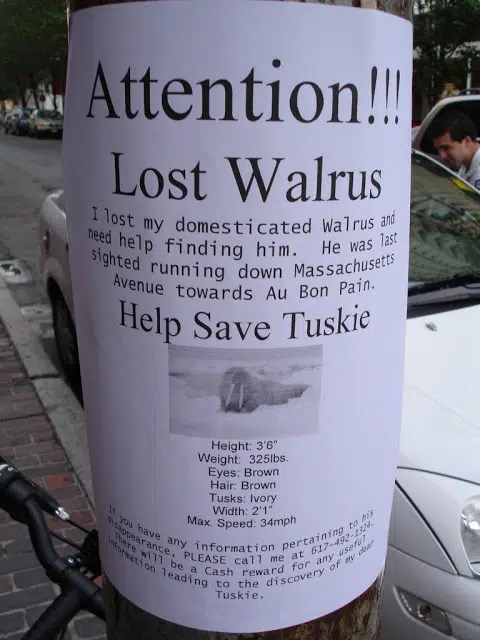 Attention!!!
Lost Walrus
I lost my domesticated Walrus and
need help finding him. He was last
sighted running down Massachusetts
Avenue towards Au Bon Pain.
Help Save Tuskie
Height: 3'6"
Weight: 325lbs.
Eyes: Brown
Hair: Brown
Tusks: Ivory
Width: 2'1"
Max. Speed: 34mph
If you have any information pertaining to his
disappearance, PLEASE call me at 617-492-1324.
There will be a Cash reward for any useful
information leading to the discovery of my dear
Tuskie.